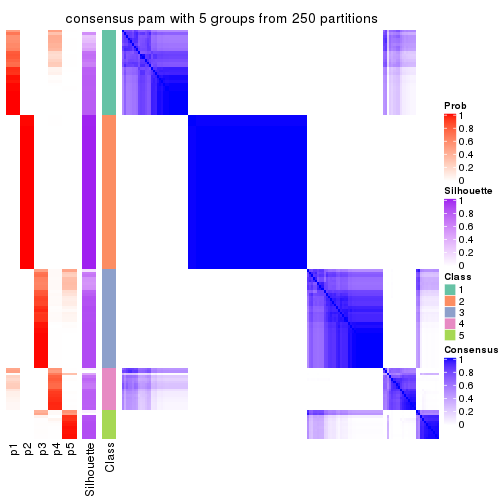 consensus pam with 5 groups from 250 partitions
Prob
1
0.8
0.6
0.4
0.2
0
Silhouette
1
0.8
0.6
0.4
0.2
0
Class
1
2
3
4
5
Consensus
1
0.8
0.6
0.4
0.2
0
p1
p2
p3
p4
p5
Silhouette
Class